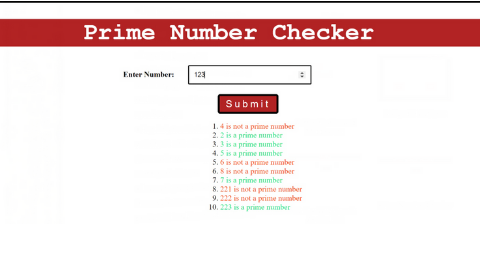 Prime Number Checker
Enter Number: 123
Submit
1. 4 is not a prime number
2. 2 is a prime number
3. 3 is a prime number
4. 5 is a prime number
5. 6 is not a prime number
6. 8 is not a prime number
7. 7 is a prime number
8. 221 is not a prime number
9. 222 is not a prime number
10. 223 is a prime number